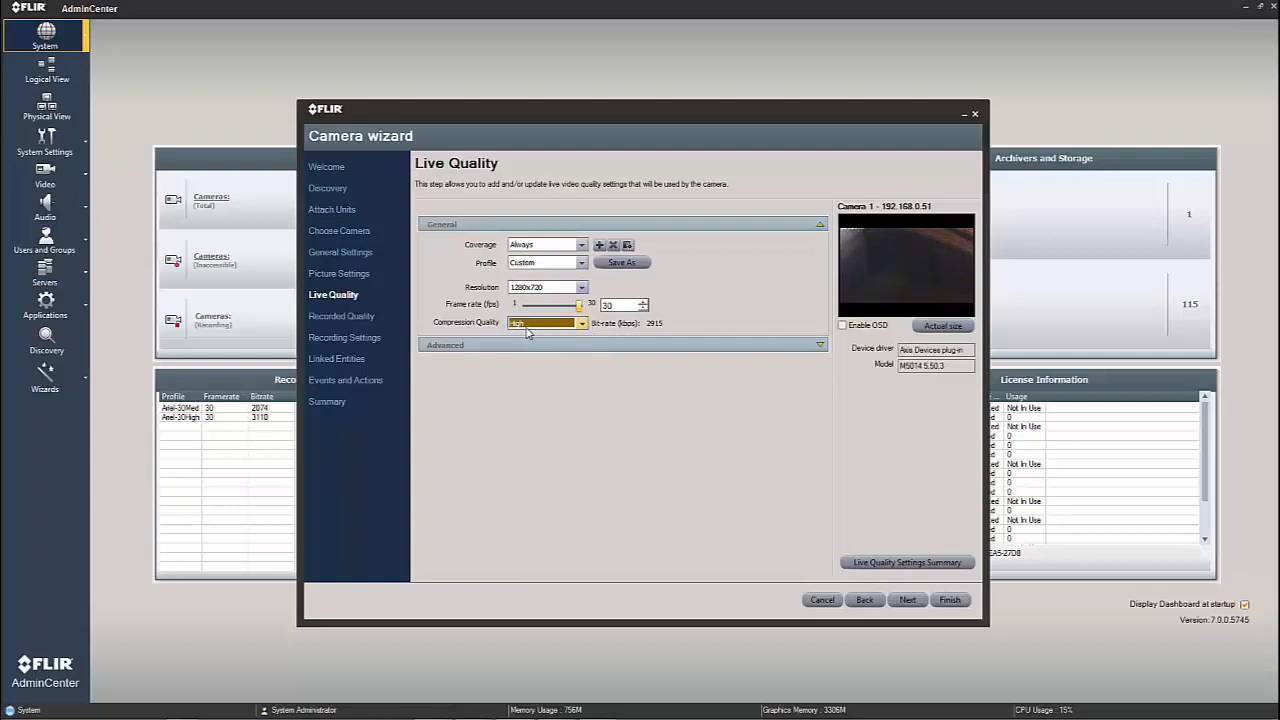 FLIR AdminCenter
System
Logical View
Physical View
System Settings
Video
Audio
Users and Groups
Servers
Applications
Discovery
Wizards
FLIR
AdminCenter
Cameras:
(Total)
Cameras:
(Inaccessible)
Cameras:
(Recording)
Profile Framerate Bitrate
Ariel-30Med 30 2074
Ariel-30High 30 3110
FLIR
Camera wizard
Welcome
Discovery
Attach Units
Choose Camera
General Settings
Picture Settings
Live Quality
Recorded Quality
Recording Settings
Linked Entities
Events and Actions
Summary
Live Quality
This step allows you to add and/or update live video quality settings that will be used by the camera.
General
Coverage Always
Profile Custom Save As
Resolution 1280x720
Frame rate (fps) 1 30 30
Compression Quality High Bit-rate (kbps): 2915
Advanced
Camera 1 - 192.168.0.51
Enable OSD Actual size
Device driver Axis Devices plug-in
Model M5014 5.50.3
Live Quality Settings Summary
Cancel Back Next Finish
Archivers and Storage
1
115
License Information
Usage
Not In Use
0
Not In Use
0
0
Not In Use
0
0
Not In Use
0
0
Not In Use
0
0
Display Dashboard at startup
Version: 7.0.0.5745
System System Administrator Memory Usage : 756M Graphics Memory : 3306M CPU Usage : 15%